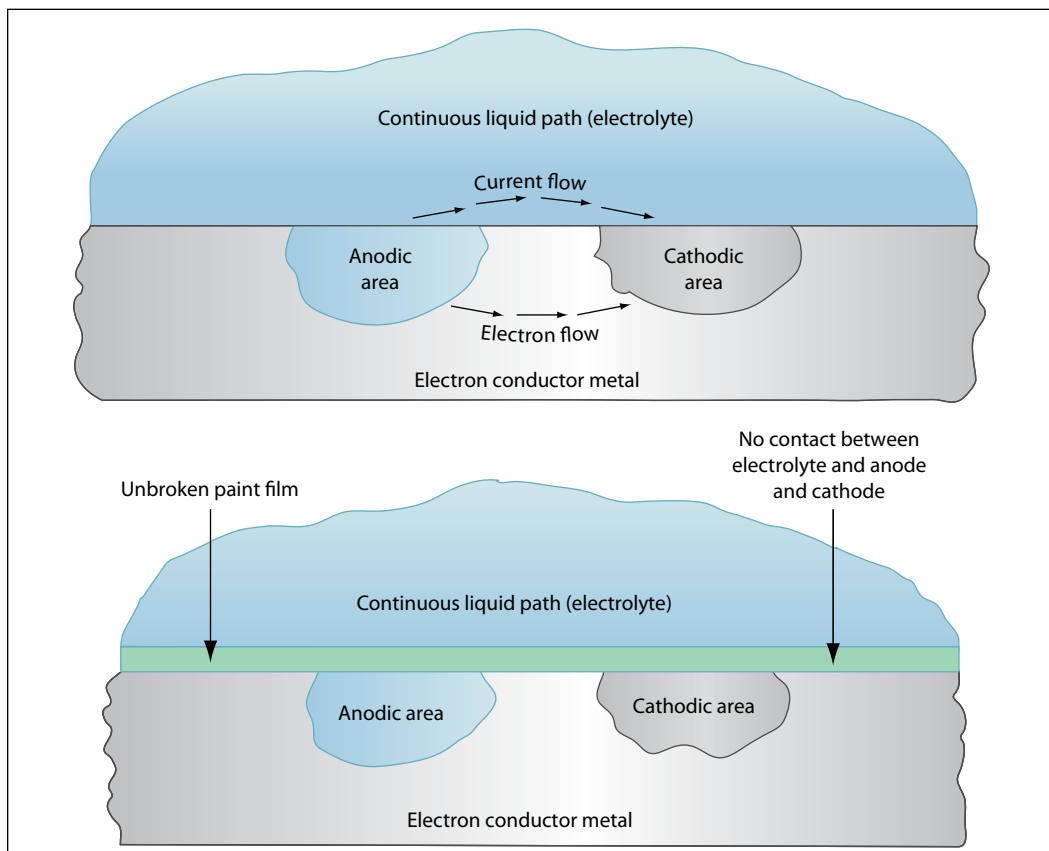 Continuous liquid path (electrolyte)
Current flow
Anodic
area
Cathodic
area
Electron flow
Electron conductor metal
Unbroken paint film
No contact between
electrolyte and anode
and cathode
Continuous liquid path (electrolyte)
Anodic area
Cathodic area
Electron conductor metal